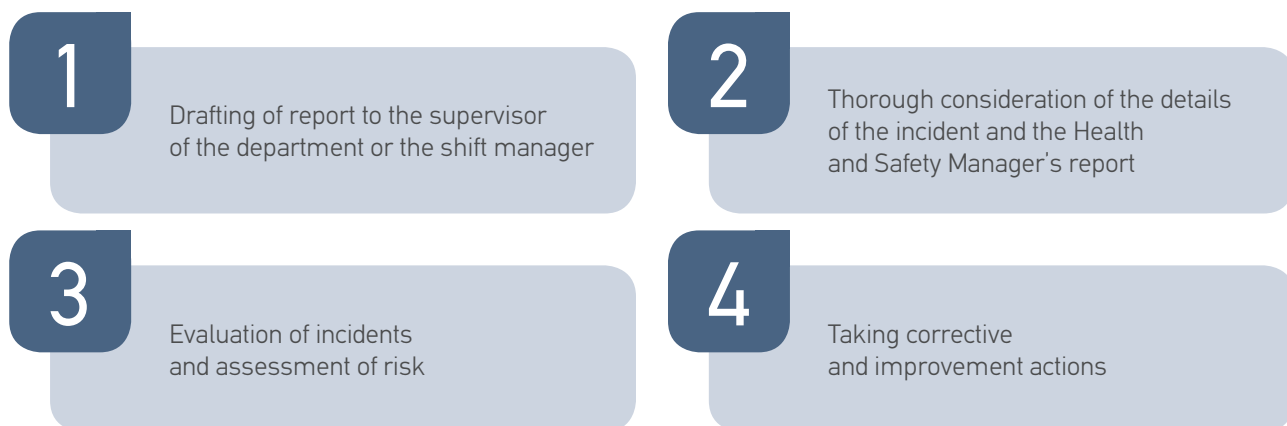 1
Drafting of report to the supervisor
of the department or the shift manager
2
Thorough consideration of the details
of the incident and the Health
and Safety Manager's report
3
Evaluation of incidents
and assessment of risk
4
Taking corrective
and improvement actions